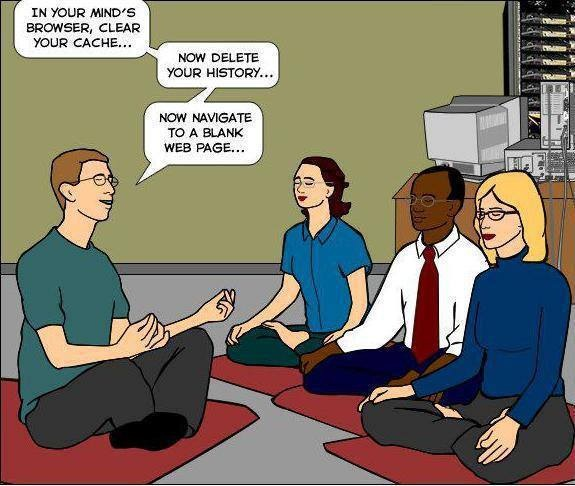 IN YOUR MIND'S
BROWSER, CLEAR
YOUR CACHE...
NOW DELETE
YOUR HISTORY...
NOW NAVIGATE
TO A BLANK
WEB PAGE...